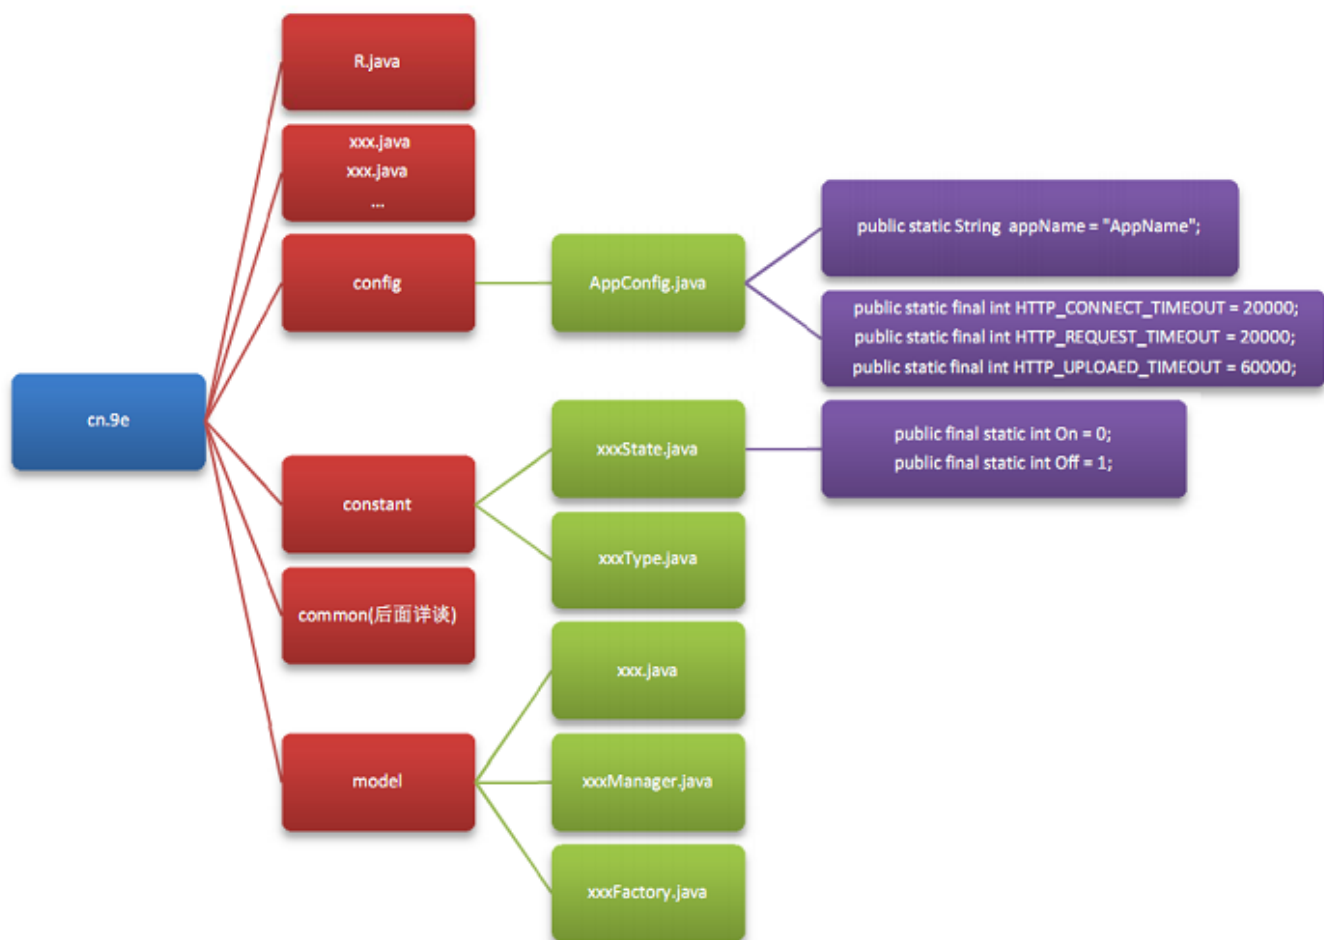 cn.9e
R.java
xxx.java
xxx.java
...
config
AppConfig.java
public static String appName = "AppName";
public static final int HTTP_CONNECT_TIMEOUT = 20000;
public static final int HTTP_REQUEST_TIMEOUT = 20000;
public static final int HTTP_UPLOAED_TIMEOUT = 60000;
constant
xxxState.java
public final static int On = 0;
public final static int Off = 1;
xxxType.java
common(后面详谈)
model
xxx.java
xxxManager.java
xxxFactory.java